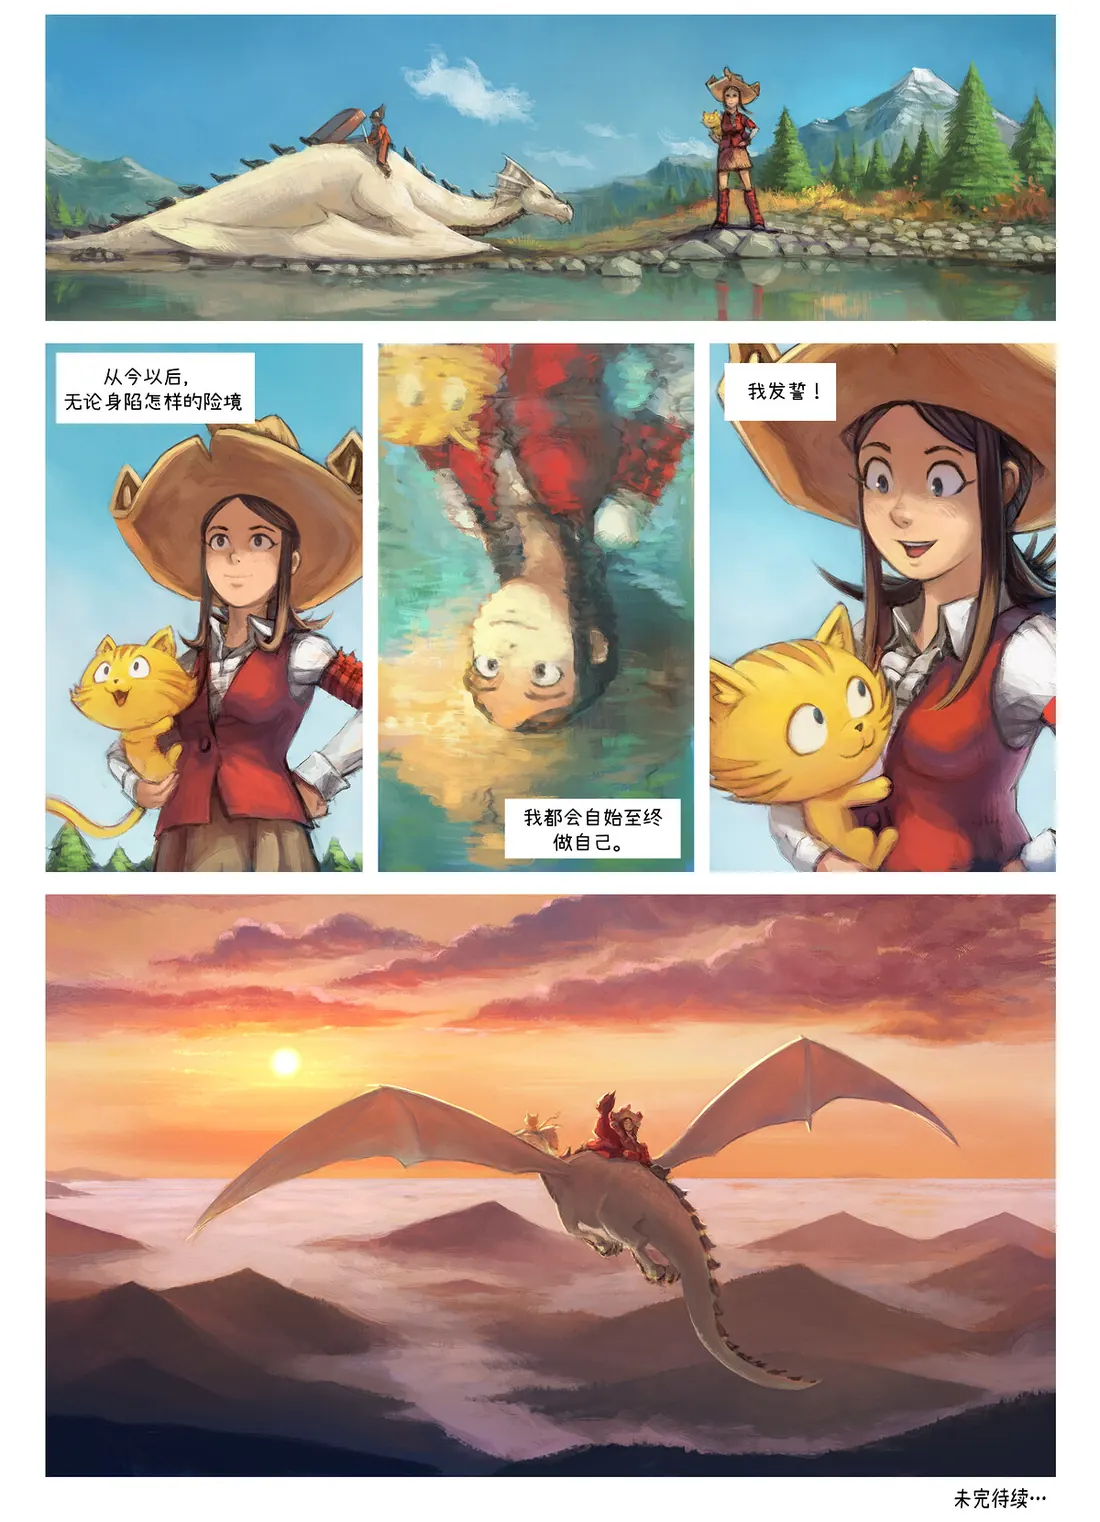 从今以后,
无论身陷怎样的险境
我都会自始至终
做自己。
我发誓！
未完待续…